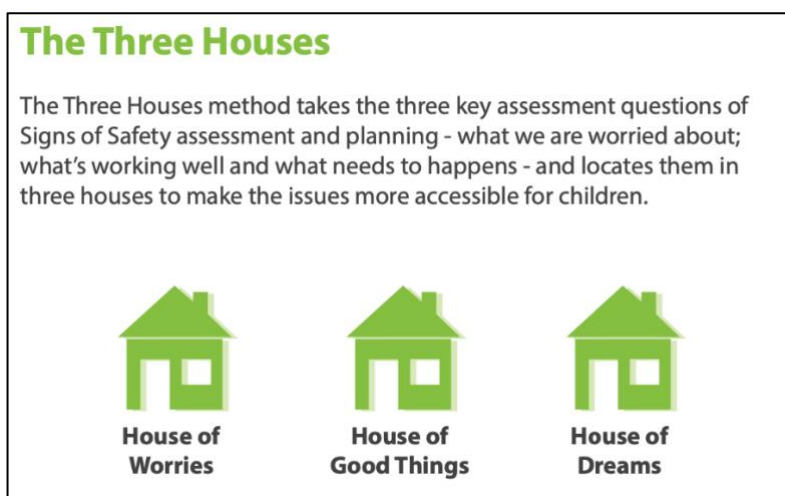 The Three Houses
The Three Houses method takes the three key assessment questions of
Signs of Safety assessment and planning - what we are worried about;
what's working well and what needs to happens - and locates them in
three houses to make the issues more accessible for children.
House of
Worries
House of
Good Things
House of
Dreams